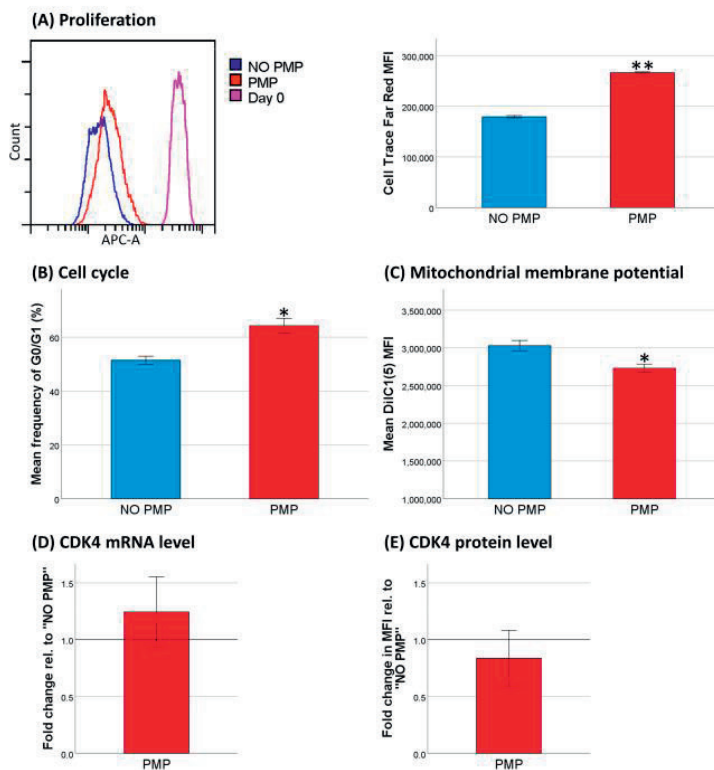 (A) Proliferation
NO PMP
PMP
Day 0
Count
APC-A
Cell Trace Far Red MFI
300,000
200,000
100,000
0
**
NO PMP
PMP
(B) Cell cycle
Mean frequency of G0/G1 (%)
60
40
20
0
*
NO PMP
PMP
(C) Mitochondrial membrane potential
Mean DilC1(5) MFI
3,500,000
3,000,000
2,500,000
2,000,000
1,500,000
1,000,000
*
NO PMP
PMP
(D) CDK4 mRNA level
Fold change rel. to "NO PMP"
1.5
1.0
0.5
0.0
PMP
(E) CDK4 protein level
Fold change in MFI rel. to
"NO PMP"
1.5
1.0
0.5
0.0
PMP